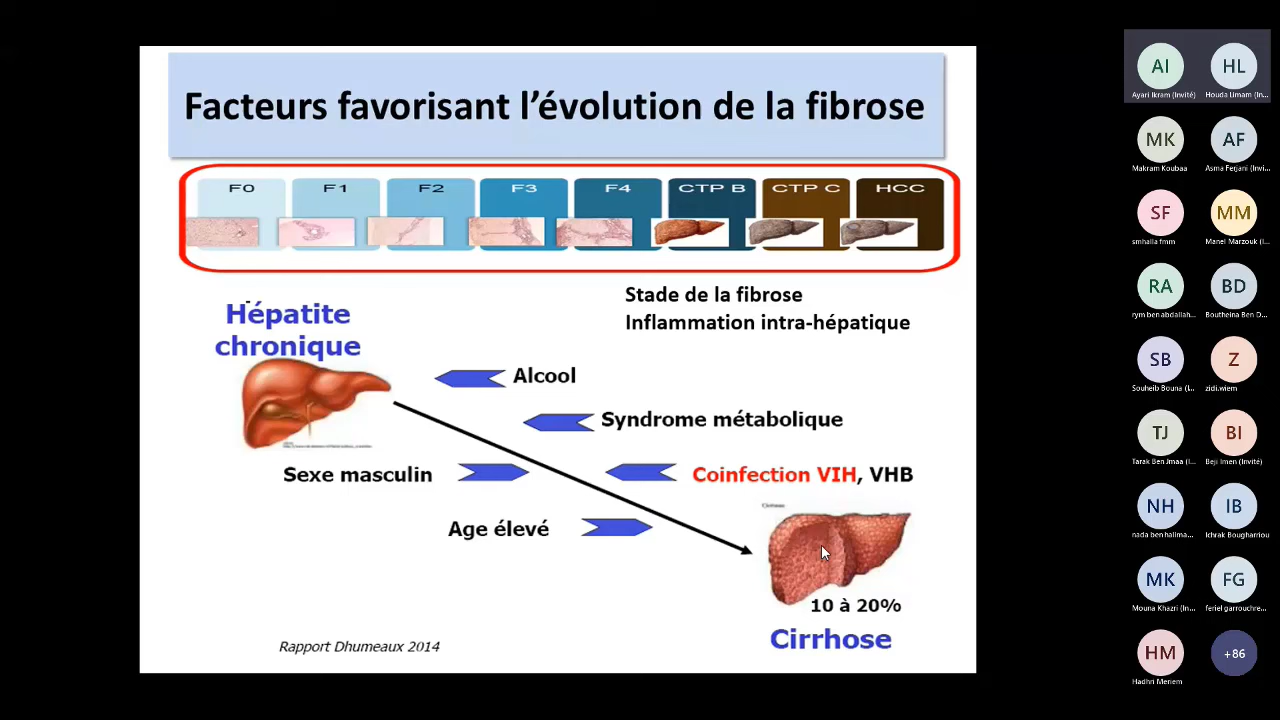 Facteurs favorisant l'évolution de la fibrose
F0 F1 F2 F3 F4 CTP B CTP C HCC
Stade de la fibrose
Inflammation intra-hépatique
Hépatite
chronique
Alcool
Syndrome métabolique
Sexe masculin
Coinfection VIH, VHB
Age élevé
10 à 20%
Cirrhose
Rapport Dhumeaux 2014
AI HL
Ayari Ikram (Invité) Houda Limam (In...
MK AF
Makram Koubaa Asma Ferjani (Invi...
SF MM
smhalla fmm Manel Marzouk (I...
RA BD
rym ben abdallah... Boutheina Ben D...
SB Z
Souheib Bouna (I... zidi.wiem
TJ BI
Tarak Ben Jmaa (I... Beji Imen (Invité)
NH IB
nada ben halima... Ichrak Bougharriou
MK FG
Mouna Khazri (In... feriel garrouchre...
HM +86
Hadhri Meriem